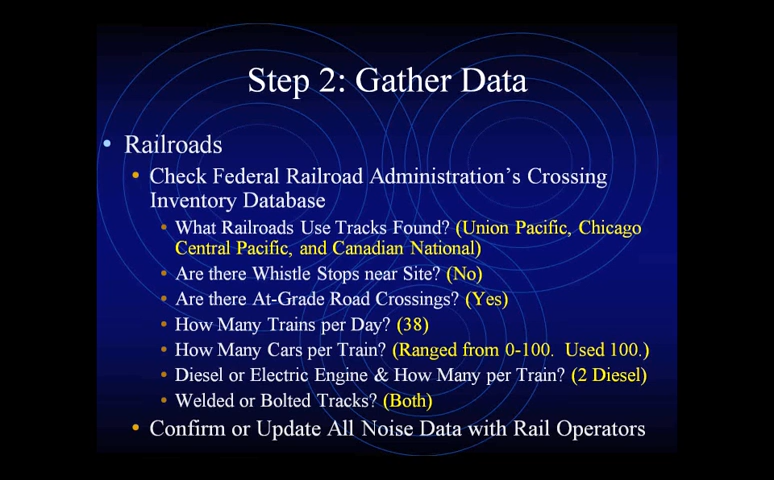 Step 2: Gather Data
• Railroads
• Check Federal Railroad Administration's Crossing
Inventory Database
• What Railroads Use Tracks Found? (Union Pacific, Chicago
Central Pacific, and Canadian National)
• Are there Whistle Stops near Site? (No)
• Are there At-Grade Road Crossings? (Yes)
• How Many Trains per Day? (38)
• How Many Cars per Train? (Ranged from 0-100.  Used 100.)
• Diesel or Electric Engine & How Many per Train? (2 Diesel)
• Welded or Bolted Tracks? (Both)
• Confirm or Update All Noise Data with Rail Operators